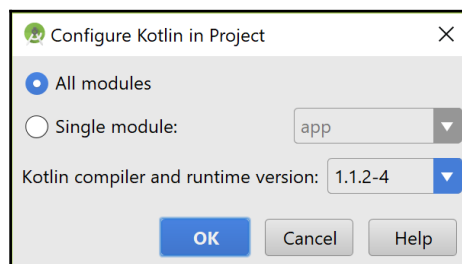 Configure Kotlin in Project
All modules
Single module: app
Kotlin compiler and runtime version: 1.1.2-4
OK Cancel Help